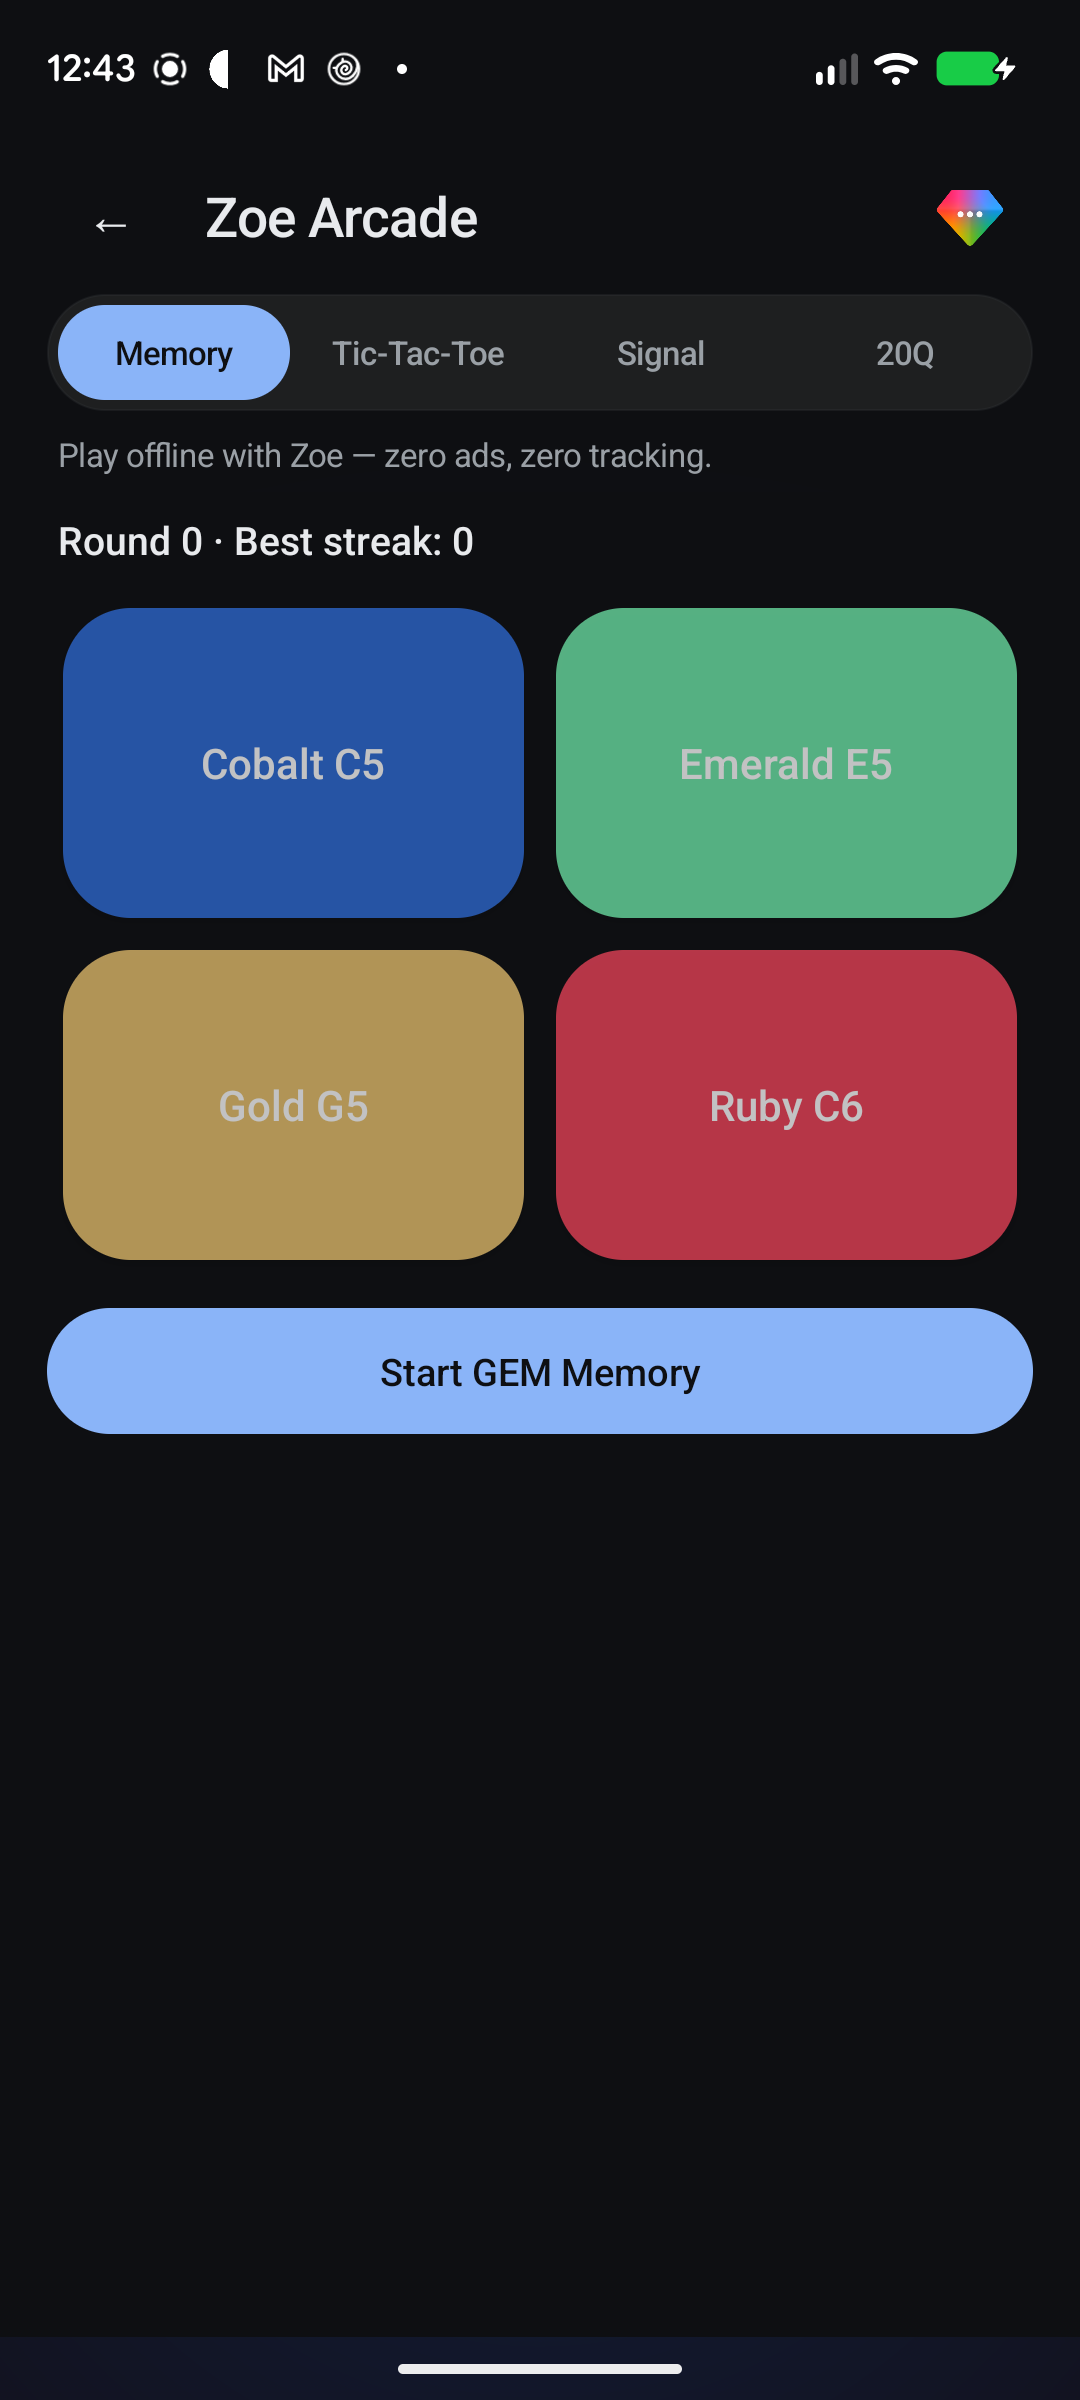 12:43
Zoe Arcade
Memory
Tic-Tac-Toe
Signal
20Q
Play offline with Zoe — zero ads, zero tracking.
Round 0 · Best streak: 0
Cobalt C5
Emerald E5
Gold G5
Ruby C6
Start GEM Memory